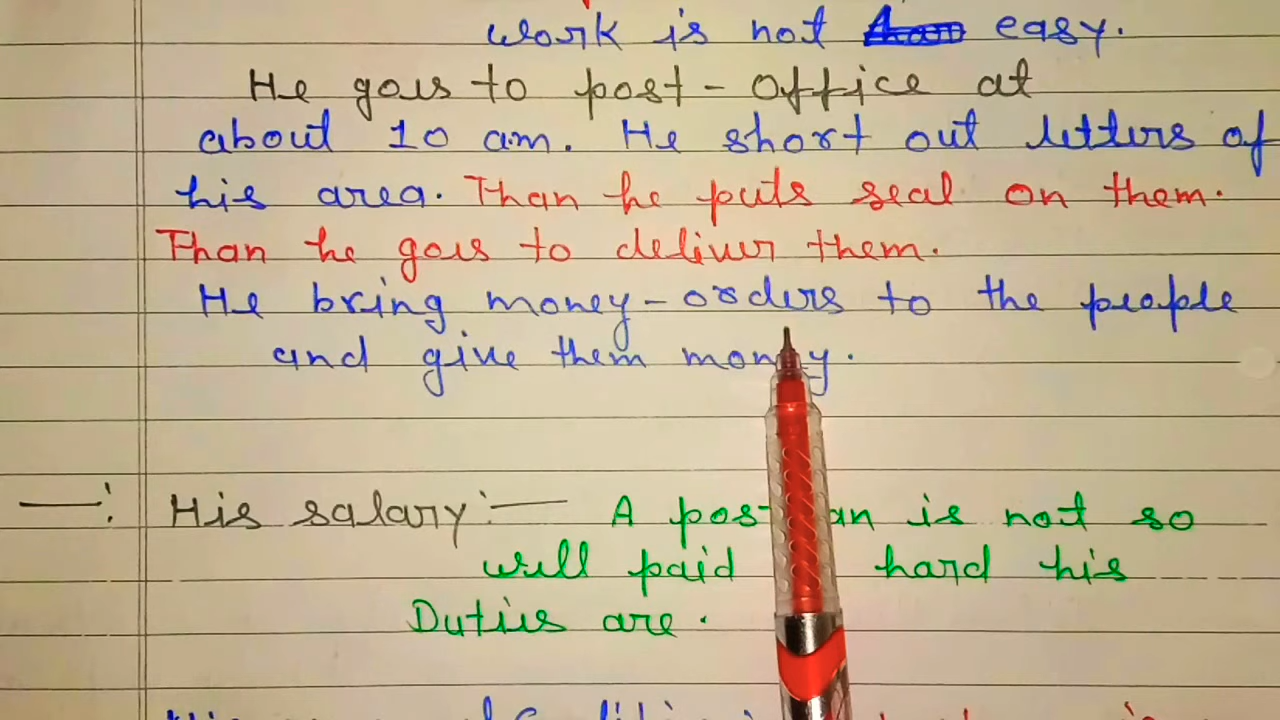 work is not easy.
He goes to post-office at
about 10 am. He short out letters of
his area. Than he puts seal on them.
Than he goes to deliver them.
He bring money-orders to the people
and give them money.
His salary:— A postman is not so
well paid hard his
Duties are.